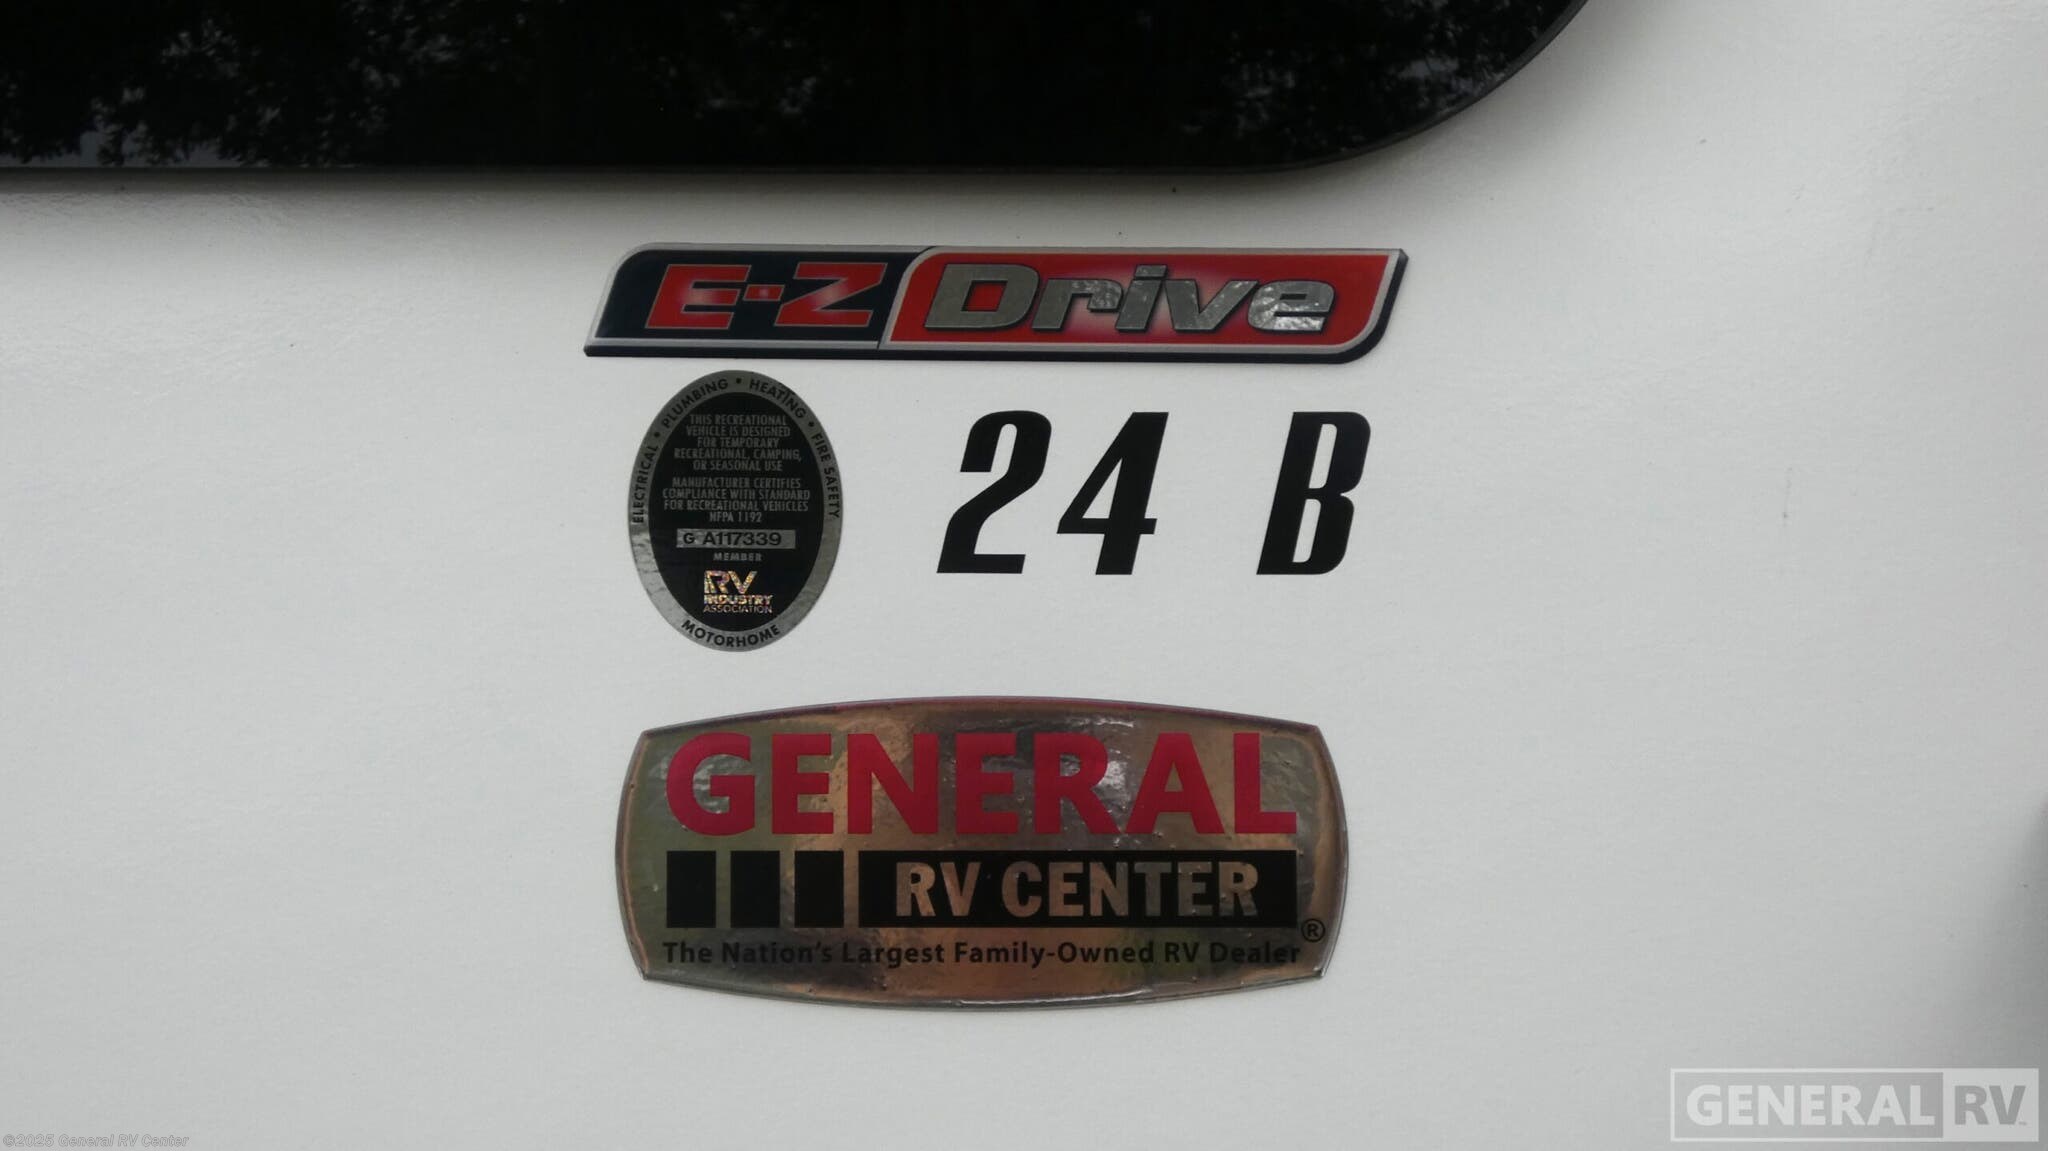 E-Z Drive
ELECTRICAL • PLUMBING • HEATING • FIRE SAFETY
THIS RECREATIONAL
VEHICLE IS DESIGNED
FOR TEMPORARY
RECREATIONAL, CAMPING,
OR SEASONAL USE
MANUFACTURER CERTIFIES
COMPLIANCE WITH STANDARD
FOR RECREATIONAL VEHICLES
NFPA 1192
G A117339
MEMBER
RV
INDUSTRY
ASSOCIATION
MOTORHOME
24 B
GENERAL
RV CENTER
®
The Nation's Largest Family-Owned RV Dealer
GENERAL RV
©2025 General RV Center